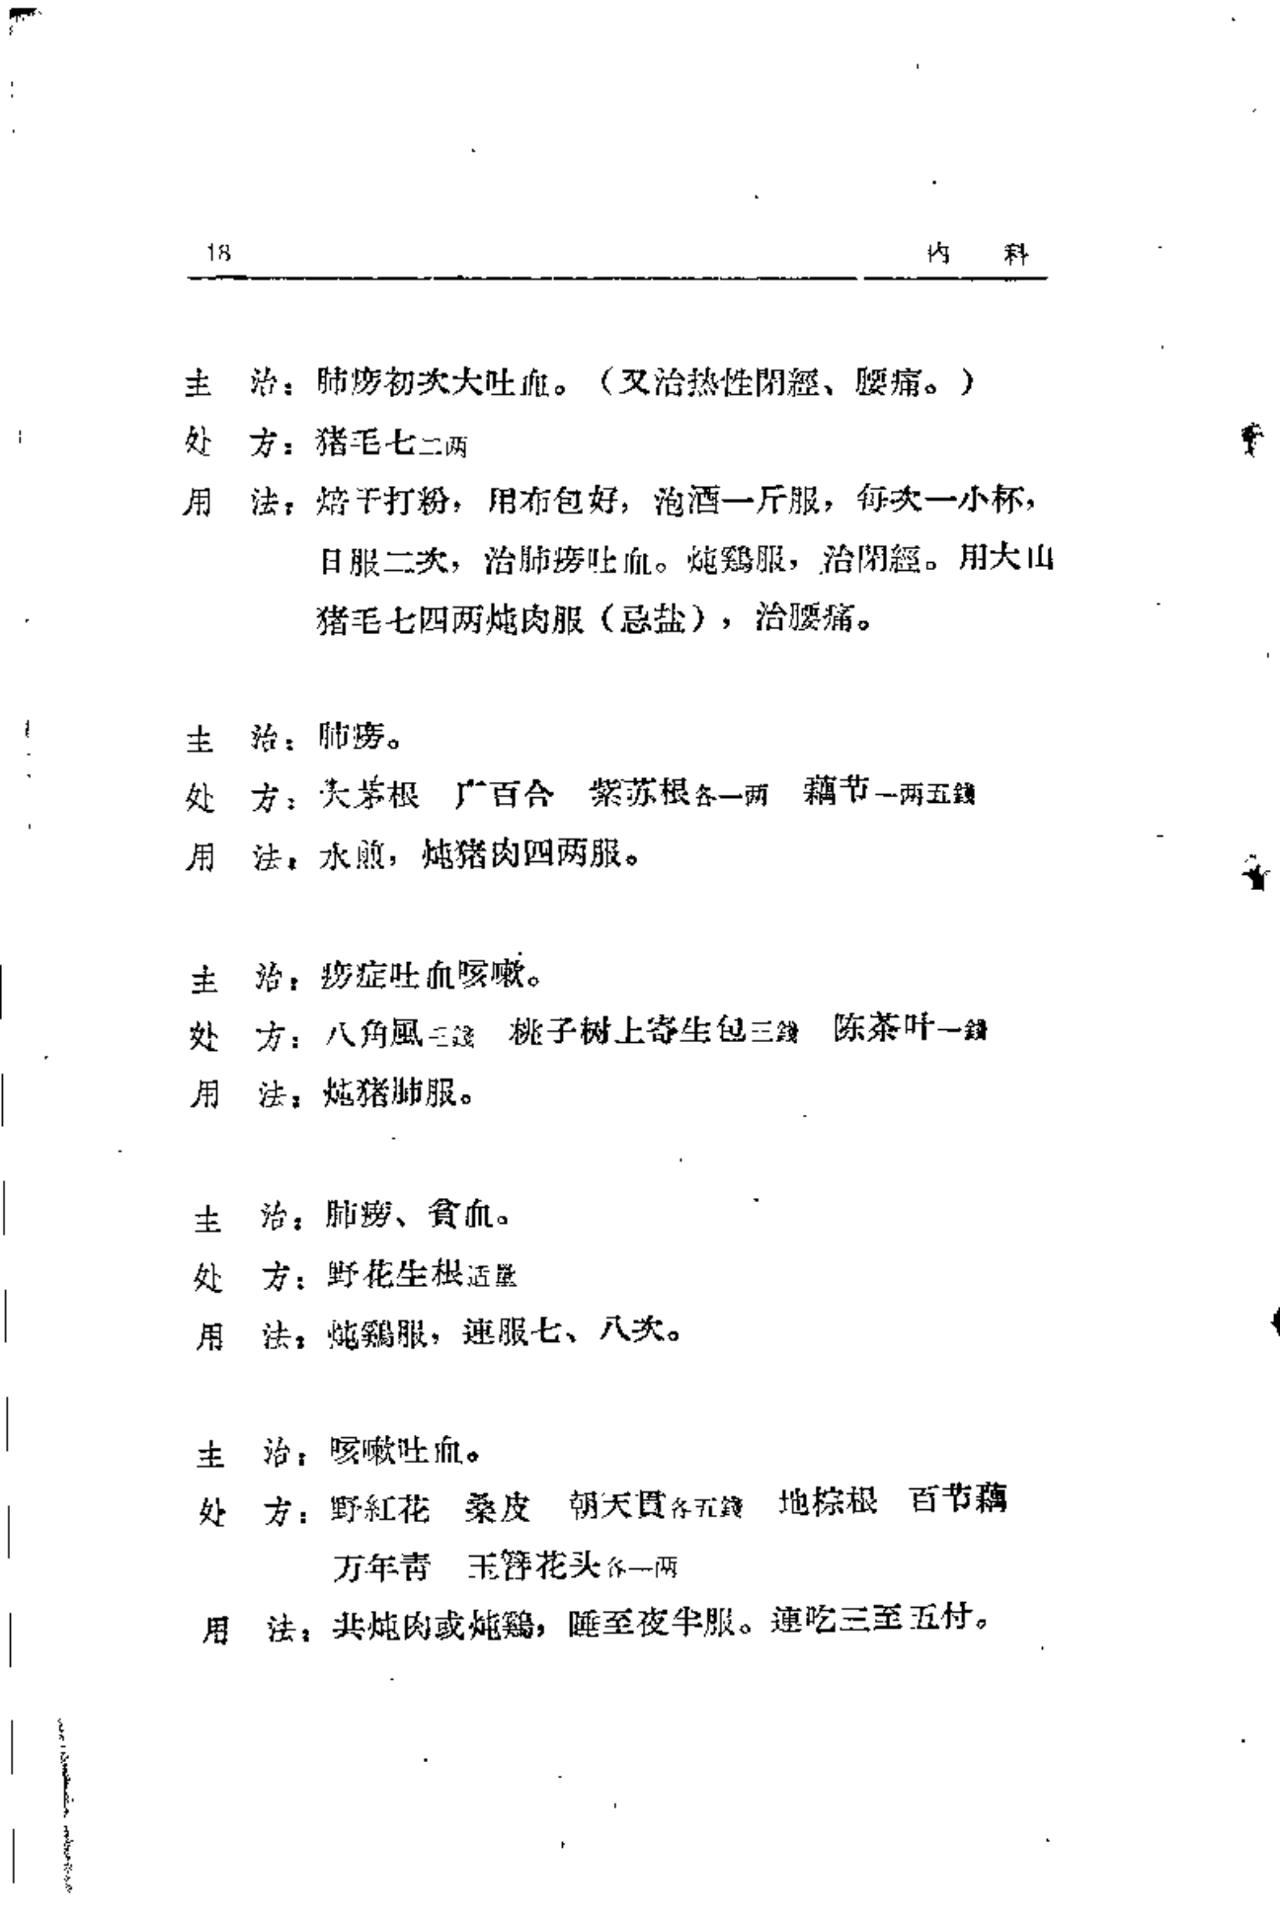 18 内 科
主 治：肺痨初次大吐血。（又治热性閉經、腰痛。）
处 方：猪毛七二两
用 法：焙干打粉，用布包好，泡酒一斤服，每次一小杯，
日服二次，治肺痨吐血。炖鷄服，治閉經。用大山
猪毛七四两炖肉服（忌盐），治腰痛。
主 治：肺痨。
处 方：大茅根 广百合 紫苏根各一两 藕节一两五錢
用 法：水煎，炖猪肉四两服。
主 治：痨症吐血咳嗽。
处 方：八角風三錢 桃子树上寄生包三錢 陈茶叶一錢
用 法：炖猪肺服。
主 治：肺痨、貧血。
处 方：野花生根适量
用 法：炖鷄服，連服七、八次。
主 治：咳嗽吐血。
处 方：野紅花 桑皮 朝天贯各五錢 地棕根 百节藕
万年青 玉簪花头各一两
用 法：共炖肉或炖鷄，睡至夜半服。連吃三至五付。